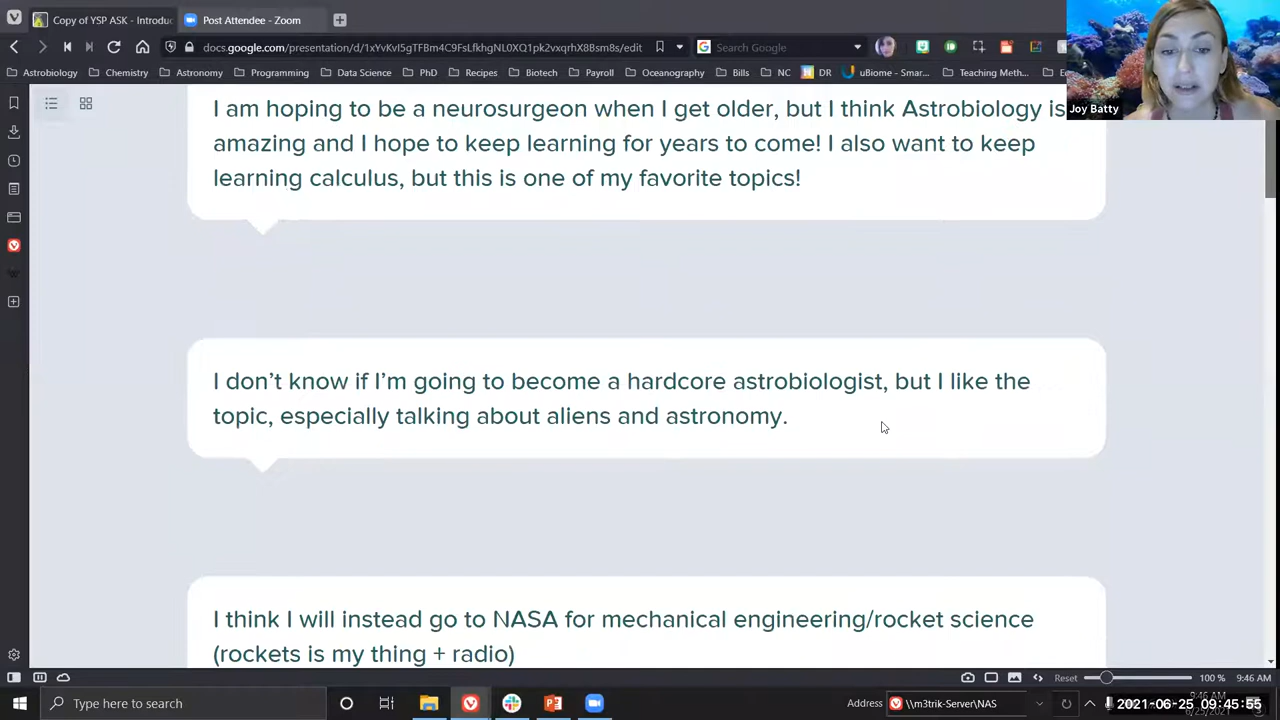 Copy of YSP ASK - Introduc
Post Attendee - Zoom
docs.google.com/presentation/d/1xYvKvI5gTFBm4C9FsLfkhgNL0XQ1pk2vxqrhX8Bsm8s/edit
Search Google
Astrobiology
Chemistry
Astronomy
Programming
Data Science
PhD
Recipes
Biotech
Payroll
Oceanography
Bills
NC
DR
uBiome - Smar...
Teaching Meth...
Joy Batty
I am hoping to be a neurosurgeon when I get older, but I think Astrobiology is
amazing and I hope to keep learning for years to come! I also want to keep
learning calculus, but this is one of my favorite topics!
I don't know if I'm going to become a hardcore astrobiologist, but I like the
topic, especially talking about aliens and astronomy.
I think I will instead go to NASA for mechanical engineering/rocket science
(rockets is my thing + radio)
Reset
100 %
9:46 AM
Type here to search
Address
\\m3trik-Server\NAS
9:46 AM
2021-06-25 09:45:55